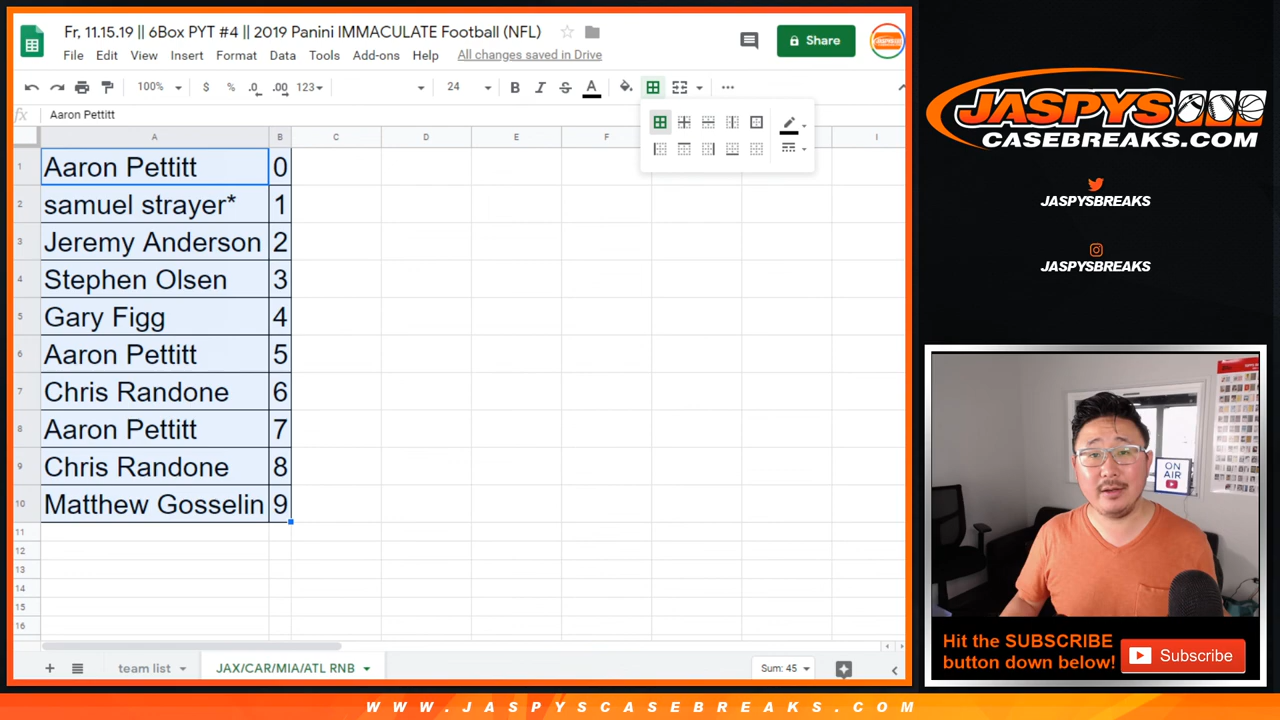 Fr, 11.15.19 || 6Box PYT #4 || 2019 Panini IMMACULATE Football (NFL)
File Edit View Insert Format Data Tools Add-ons Help All changes saved in Drive
Share
100% $ % .0 .00 123 24 B I S A
fx Aaron Pettitt
A B C D E F I
1 Aaron Pettitt 0
2 samuel strayer* 1
3 Jeremy Anderson 2
4 Stephen Olsen 3
5 Gary Figg 4
6 Aaron Pettitt 5
7 Chris Randone 6
8 Aaron Pettitt 7
9 Chris Randone 8
10 Matthew Gosselin 9
11
12
13
14
15
16
team list JAX/CAR/MIA/ATL RNB Sum: 45
JASPYS
CASEBREAKS.COM
JASPYSBREAKS
JASPYSBREAKS
ON
AIR
Hit the SUBSCRIBE
button down below!
Subscribe
WWW.JASPYSCASEBREAKS.COM